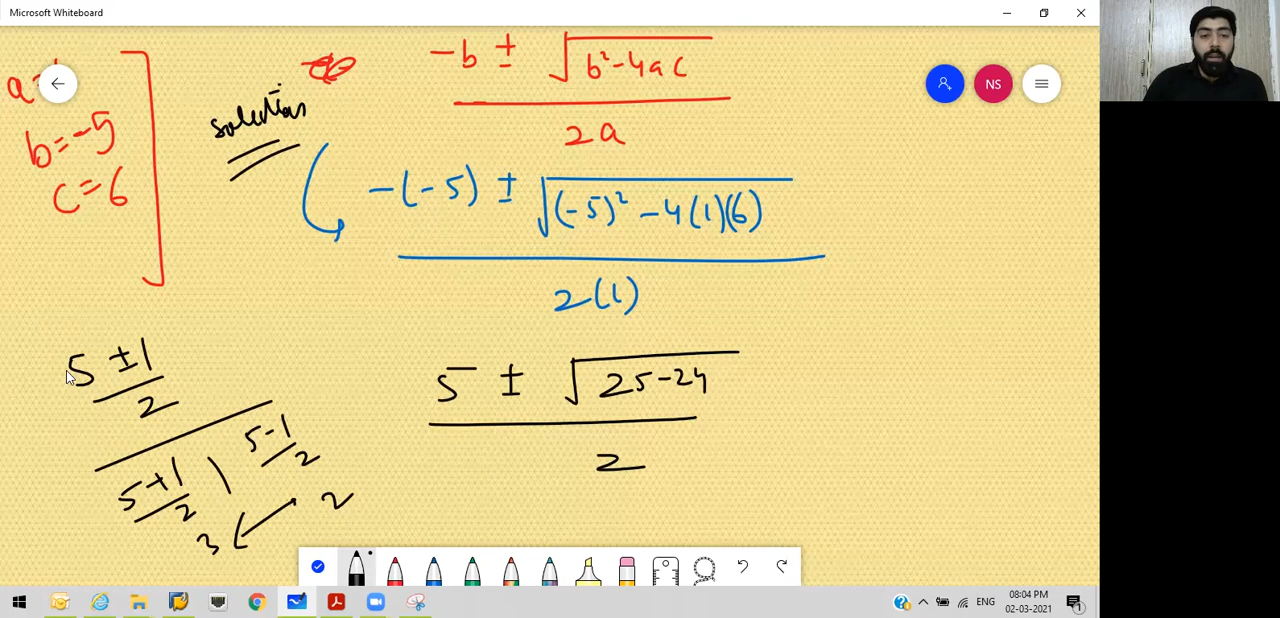 Microsoft Whiteboard
-b ± √b²-4ac
2a
b=-5
c=6
solution
NS
-(-5) ± √(-5)²-4(1)(6)
2(1)
5 ± 1
2
5 ± √25-24
2
5+1
2
5-1
2
3
2
ENG
08:04 PM
02-03-2021